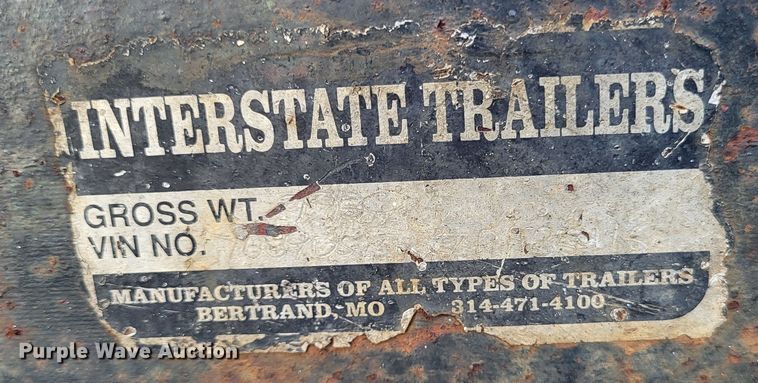 INTERSTATE TRAILERS
GROSS WT.
VIN NO.
MANUFACTURERS OF ALL TYPES OF TRAILERS
BERTRAND, MO 314-471-4100
Purple Wave Auction